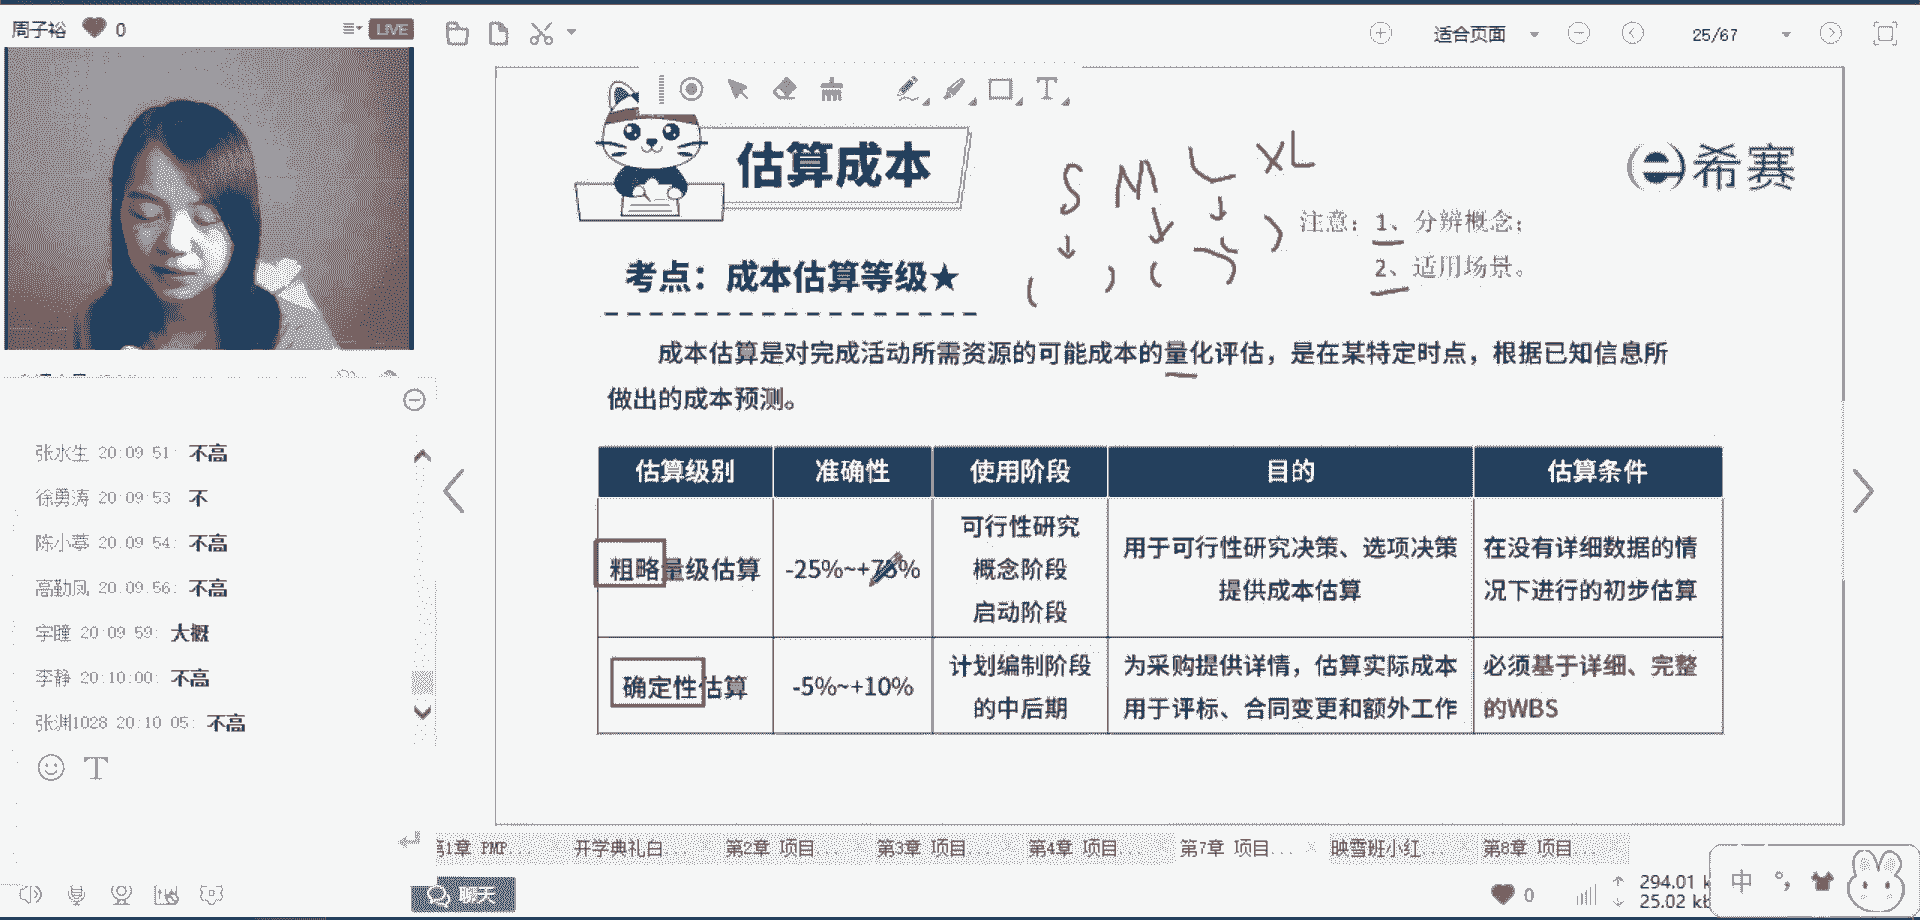 周子裕 0
LIVE
适合页面
25/67
估算成本
S M L XL
希赛
注意：1、分辨概念；
2、适用场景。
考点：成本估算等级★
成本估算是对完成活动所需资源的可能成本的量化评估，是在某特定时点，根据已知信息所
做出的成本预测。
估算级别 准确性 使用阶段 目的 估算条件
粗略量级估算 -25%~+75% 可行性研究 概念阶段 启动阶段 用于可行性研究决策、选项决策 提供成本估算 在没有详细数据的情 况下进行的初步估算
确定性估算 -5%~+10% 计划编制阶段 的中后期 为采购提供详情，估算实际成本 用于评标、合同变更和额外工作 必须基于详细、完整 的WBS
张水生 20:09:51: 不高
徐勇涛 20:09:53: 不
陈小 20:09:54: 不高
高勤凤 20:09:56: 不高
宇瞳 20:09:59: 大概
李静 20:10:00: 不高
张渊1028 20:10:05: 不高
第1章 PMP... 开学典礼白... 第2章 项目... 第3章 项目... 第4章 项目... 第7章 项目... 映雪班小红... 第8章 项目...
聊天
0
294.01 k
25.02 kb
中